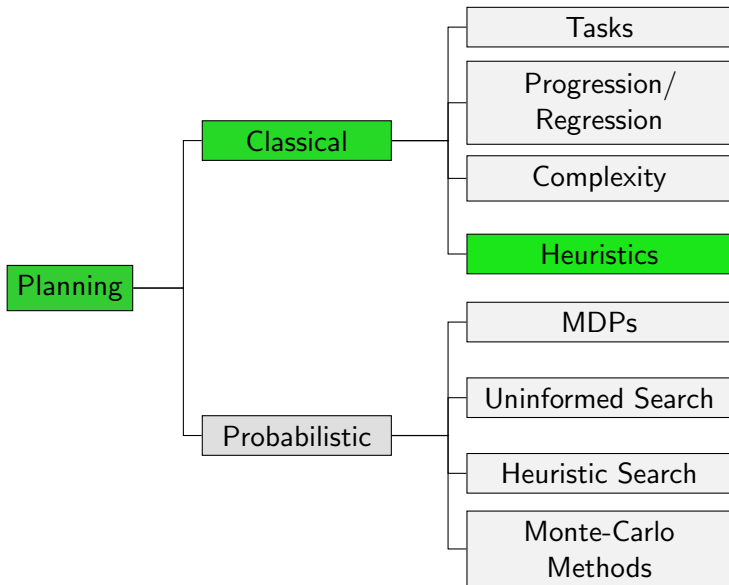 Planning
Classical
Tasks
Progression/
Regression
Complexity
Heuristics
Probabilistic
MDPs
Uninformed Search
Heuristic Search
Monte-Carlo
Methods